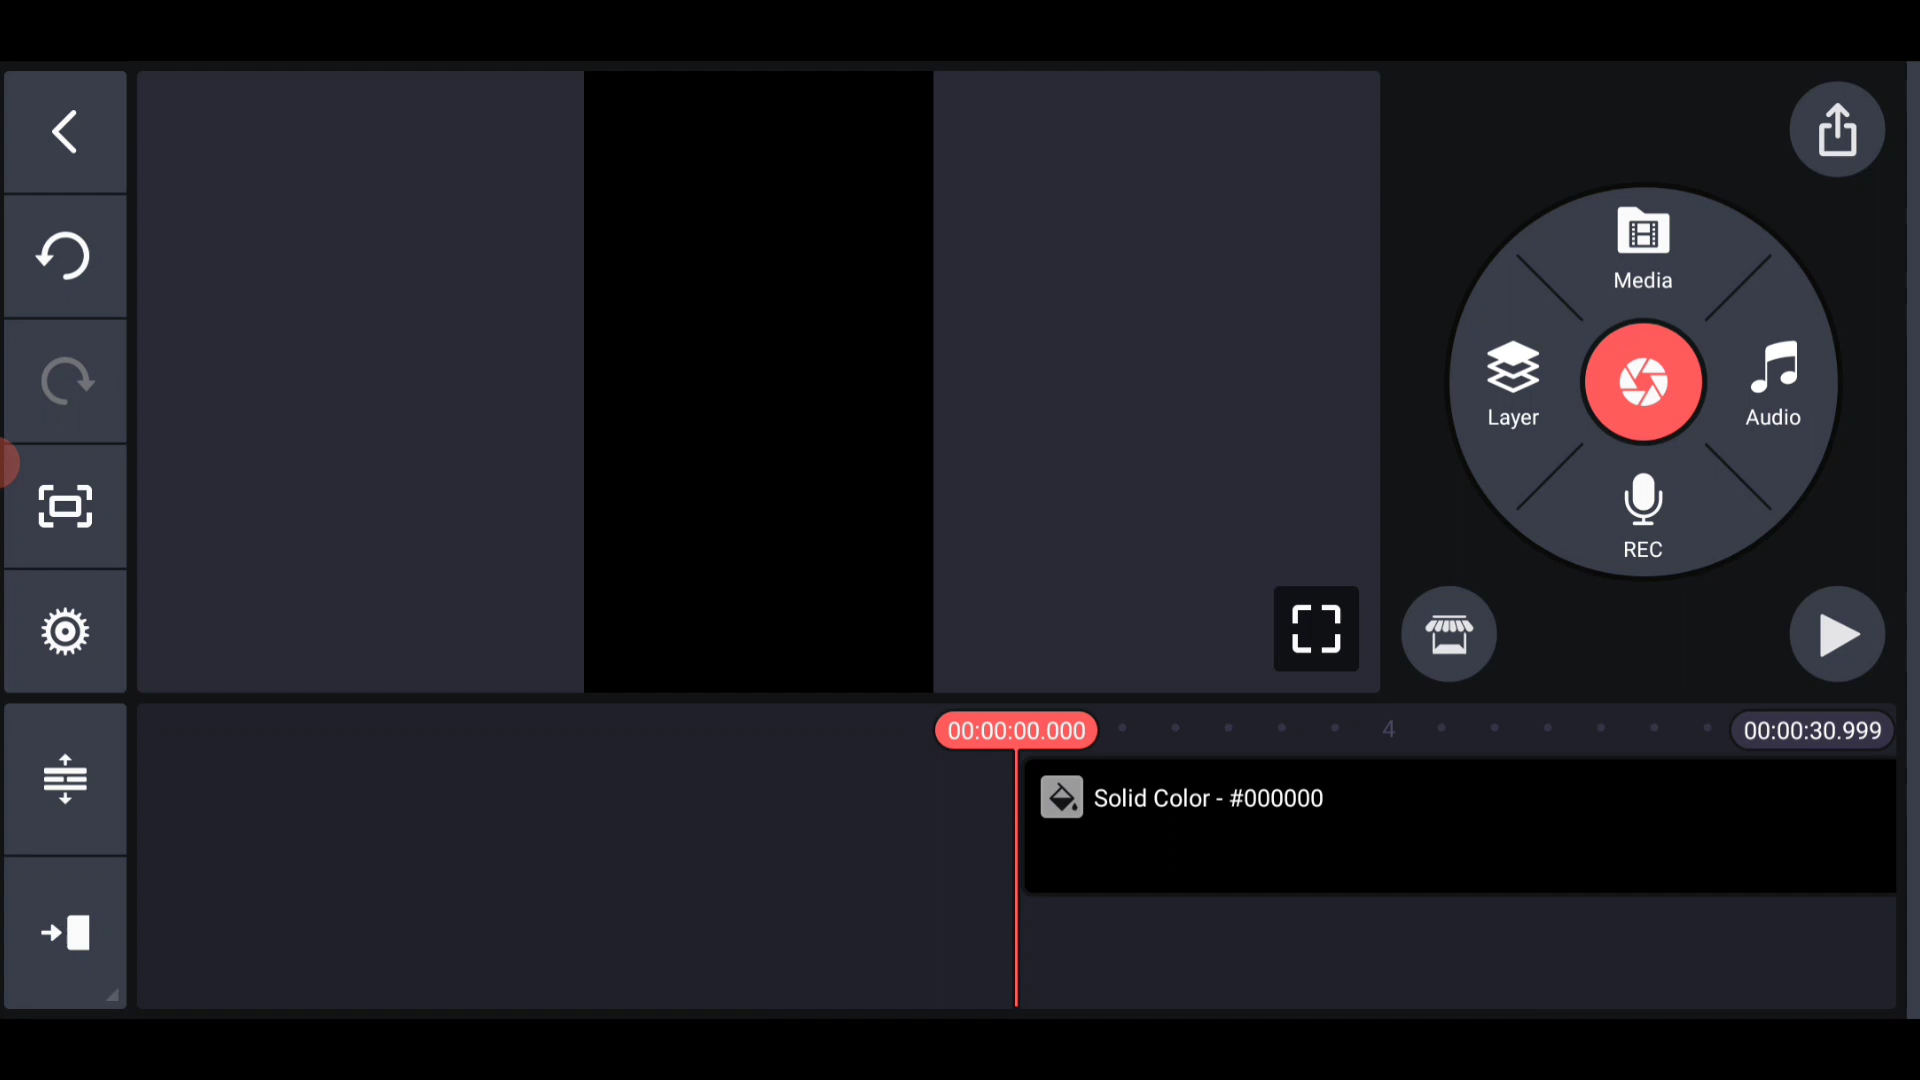 Media
Layer
Audio
REC
00:00:00.000
4
00:00:30.999
Solid Color - #000000